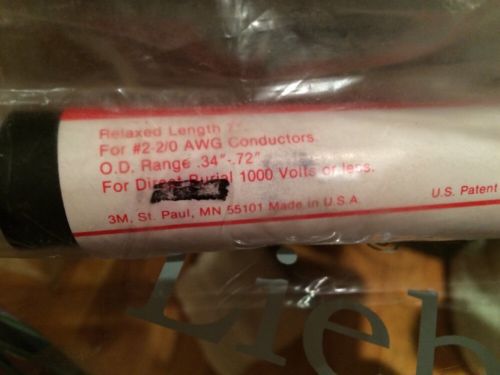 Relaxed Length
For #2-2/0 AWG Conductors
O.D. Range .34"-.72"
For Direct Burial 1000 Volts or less.
3M, St. Paul, MN 55101 Made in U.S.A.
U.S. Patent
Lieb